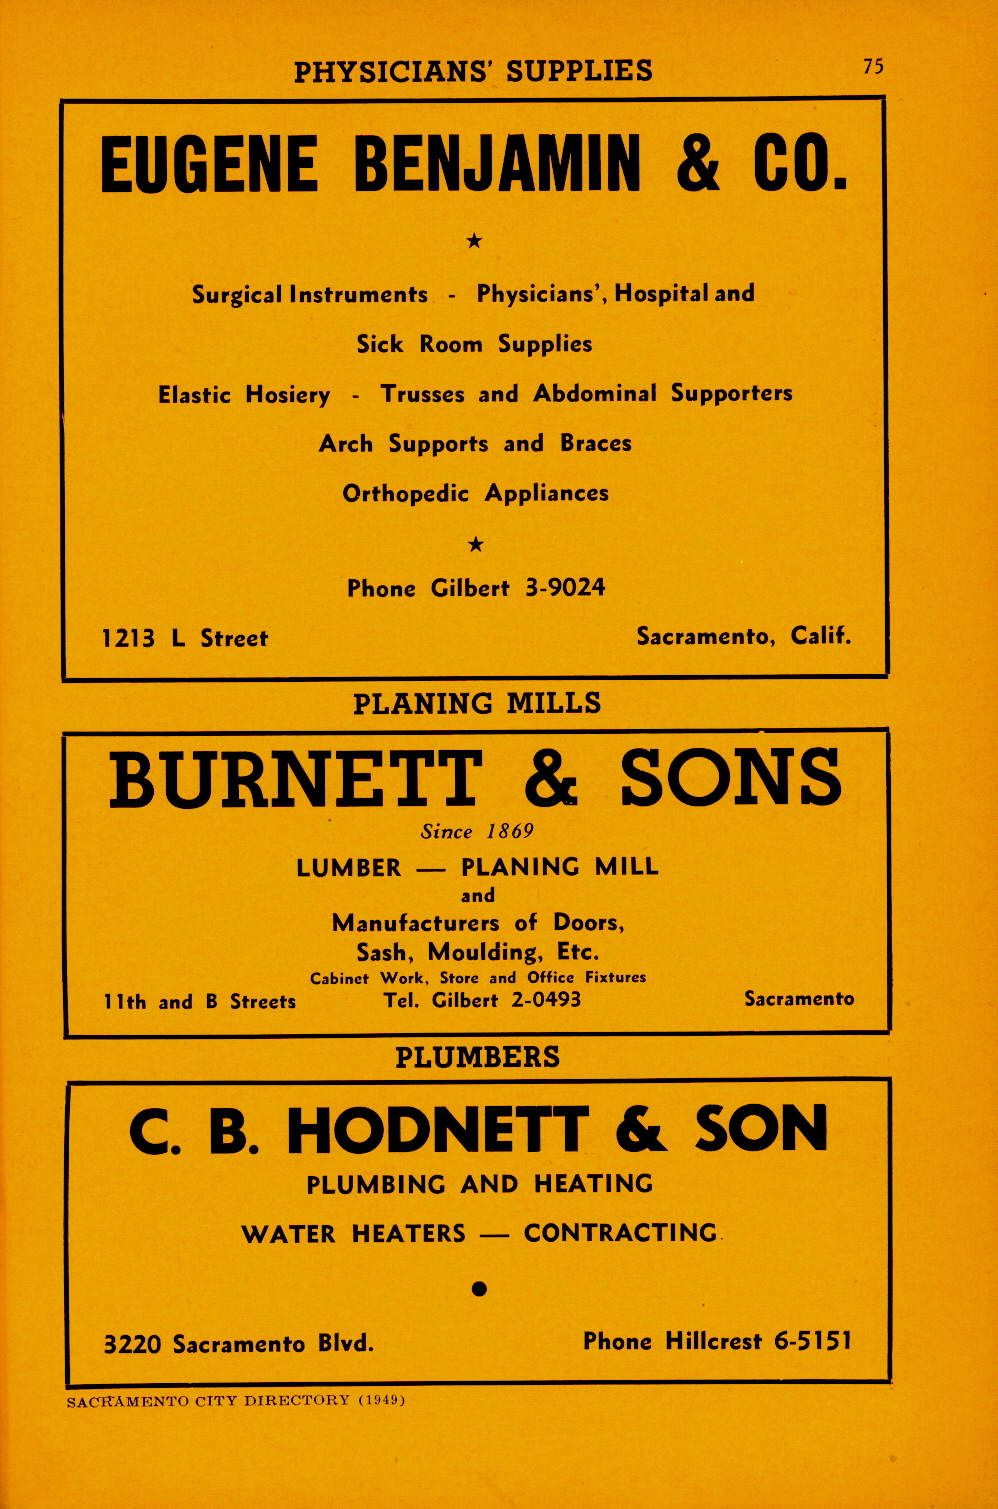 PHYSICIANS' SUPPLIES 75
EUGENE BENJAMIN & CO.
★
Surgical Instruments - Physicians', Hospital and
Sick Room Supplies
Elastic Hosiery - Trusses and Abdominal Supporters
Arch Supports and Braces
Orthopedic Appliances
★
Phone Gilbert 3-9024
1213 L Street Sacramento, Calif.
PLANING MILLS
BURNETT & SONS
Since 1869
LUMBER — PLANING MILL
and
Manufacturers of Doors,
Sash, Moulding, Etc.
Cabinet Work, Store and Office Fixtures
11th and B Streets Tel. Gilbert 2-0493 Sacramento
PLUMBERS
C. B. HODNETT & SON
PLUMBING AND HEATING
WATER HEATERS — CONTRACTING
●
3220 Sacramento Blvd. Phone Hillcrest 6-5151
SACRAMENTO CITY DIRECTORY (1949)